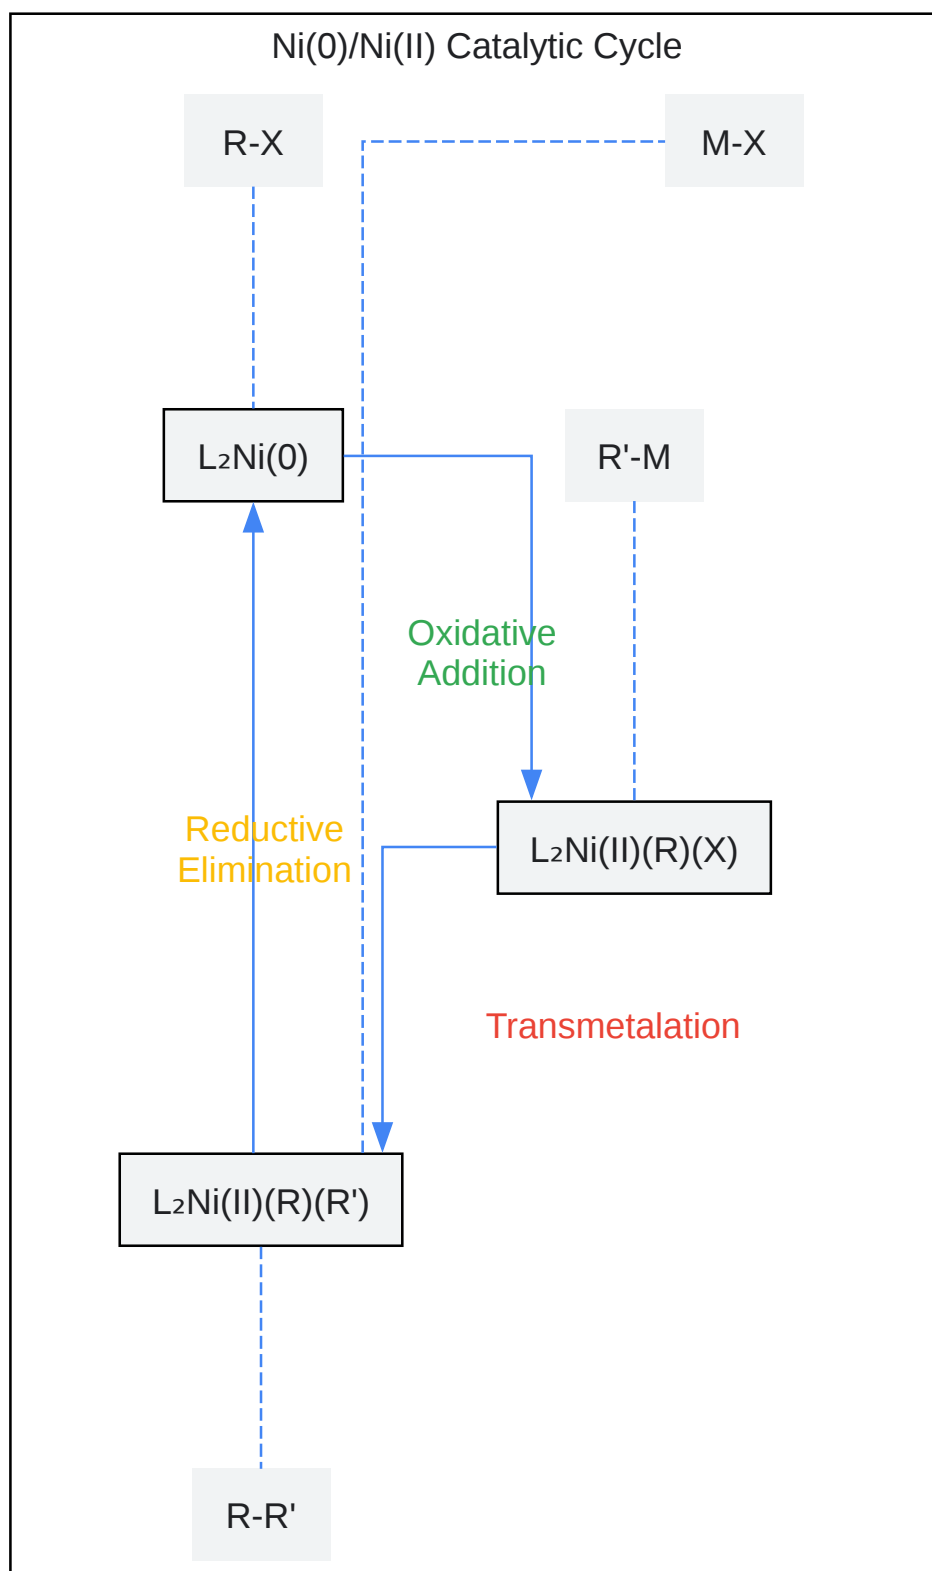 Ni(0)/Ni(II) Catalytic Cycle
R-X
M-X
L₂Ni(0)
R'-M
Oxidative
Addition
Reductive
Elimination
L₂Ni(II)(R)(X)
Transmetalation
L₂Ni(II)(R)(R')
R-R'